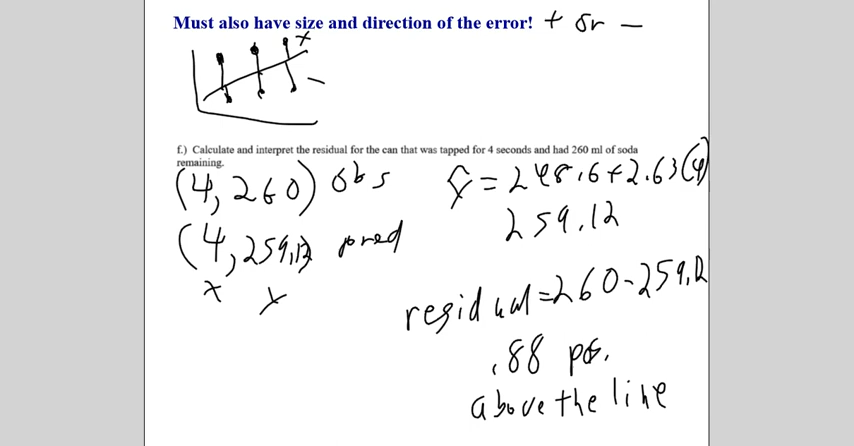 Must also have size and direction of the error! + or —
+
—
f.) Calculate and interpret the residual for the can that was tapped for 4 seconds and had 260 ml of soda
remaining.
(4, 260) obs
ŷ = 248.6 + 2.63(4)
259.12
(4, 259.12) pred
x y
residual = 260 - 259.12
.88 pos.
above the line